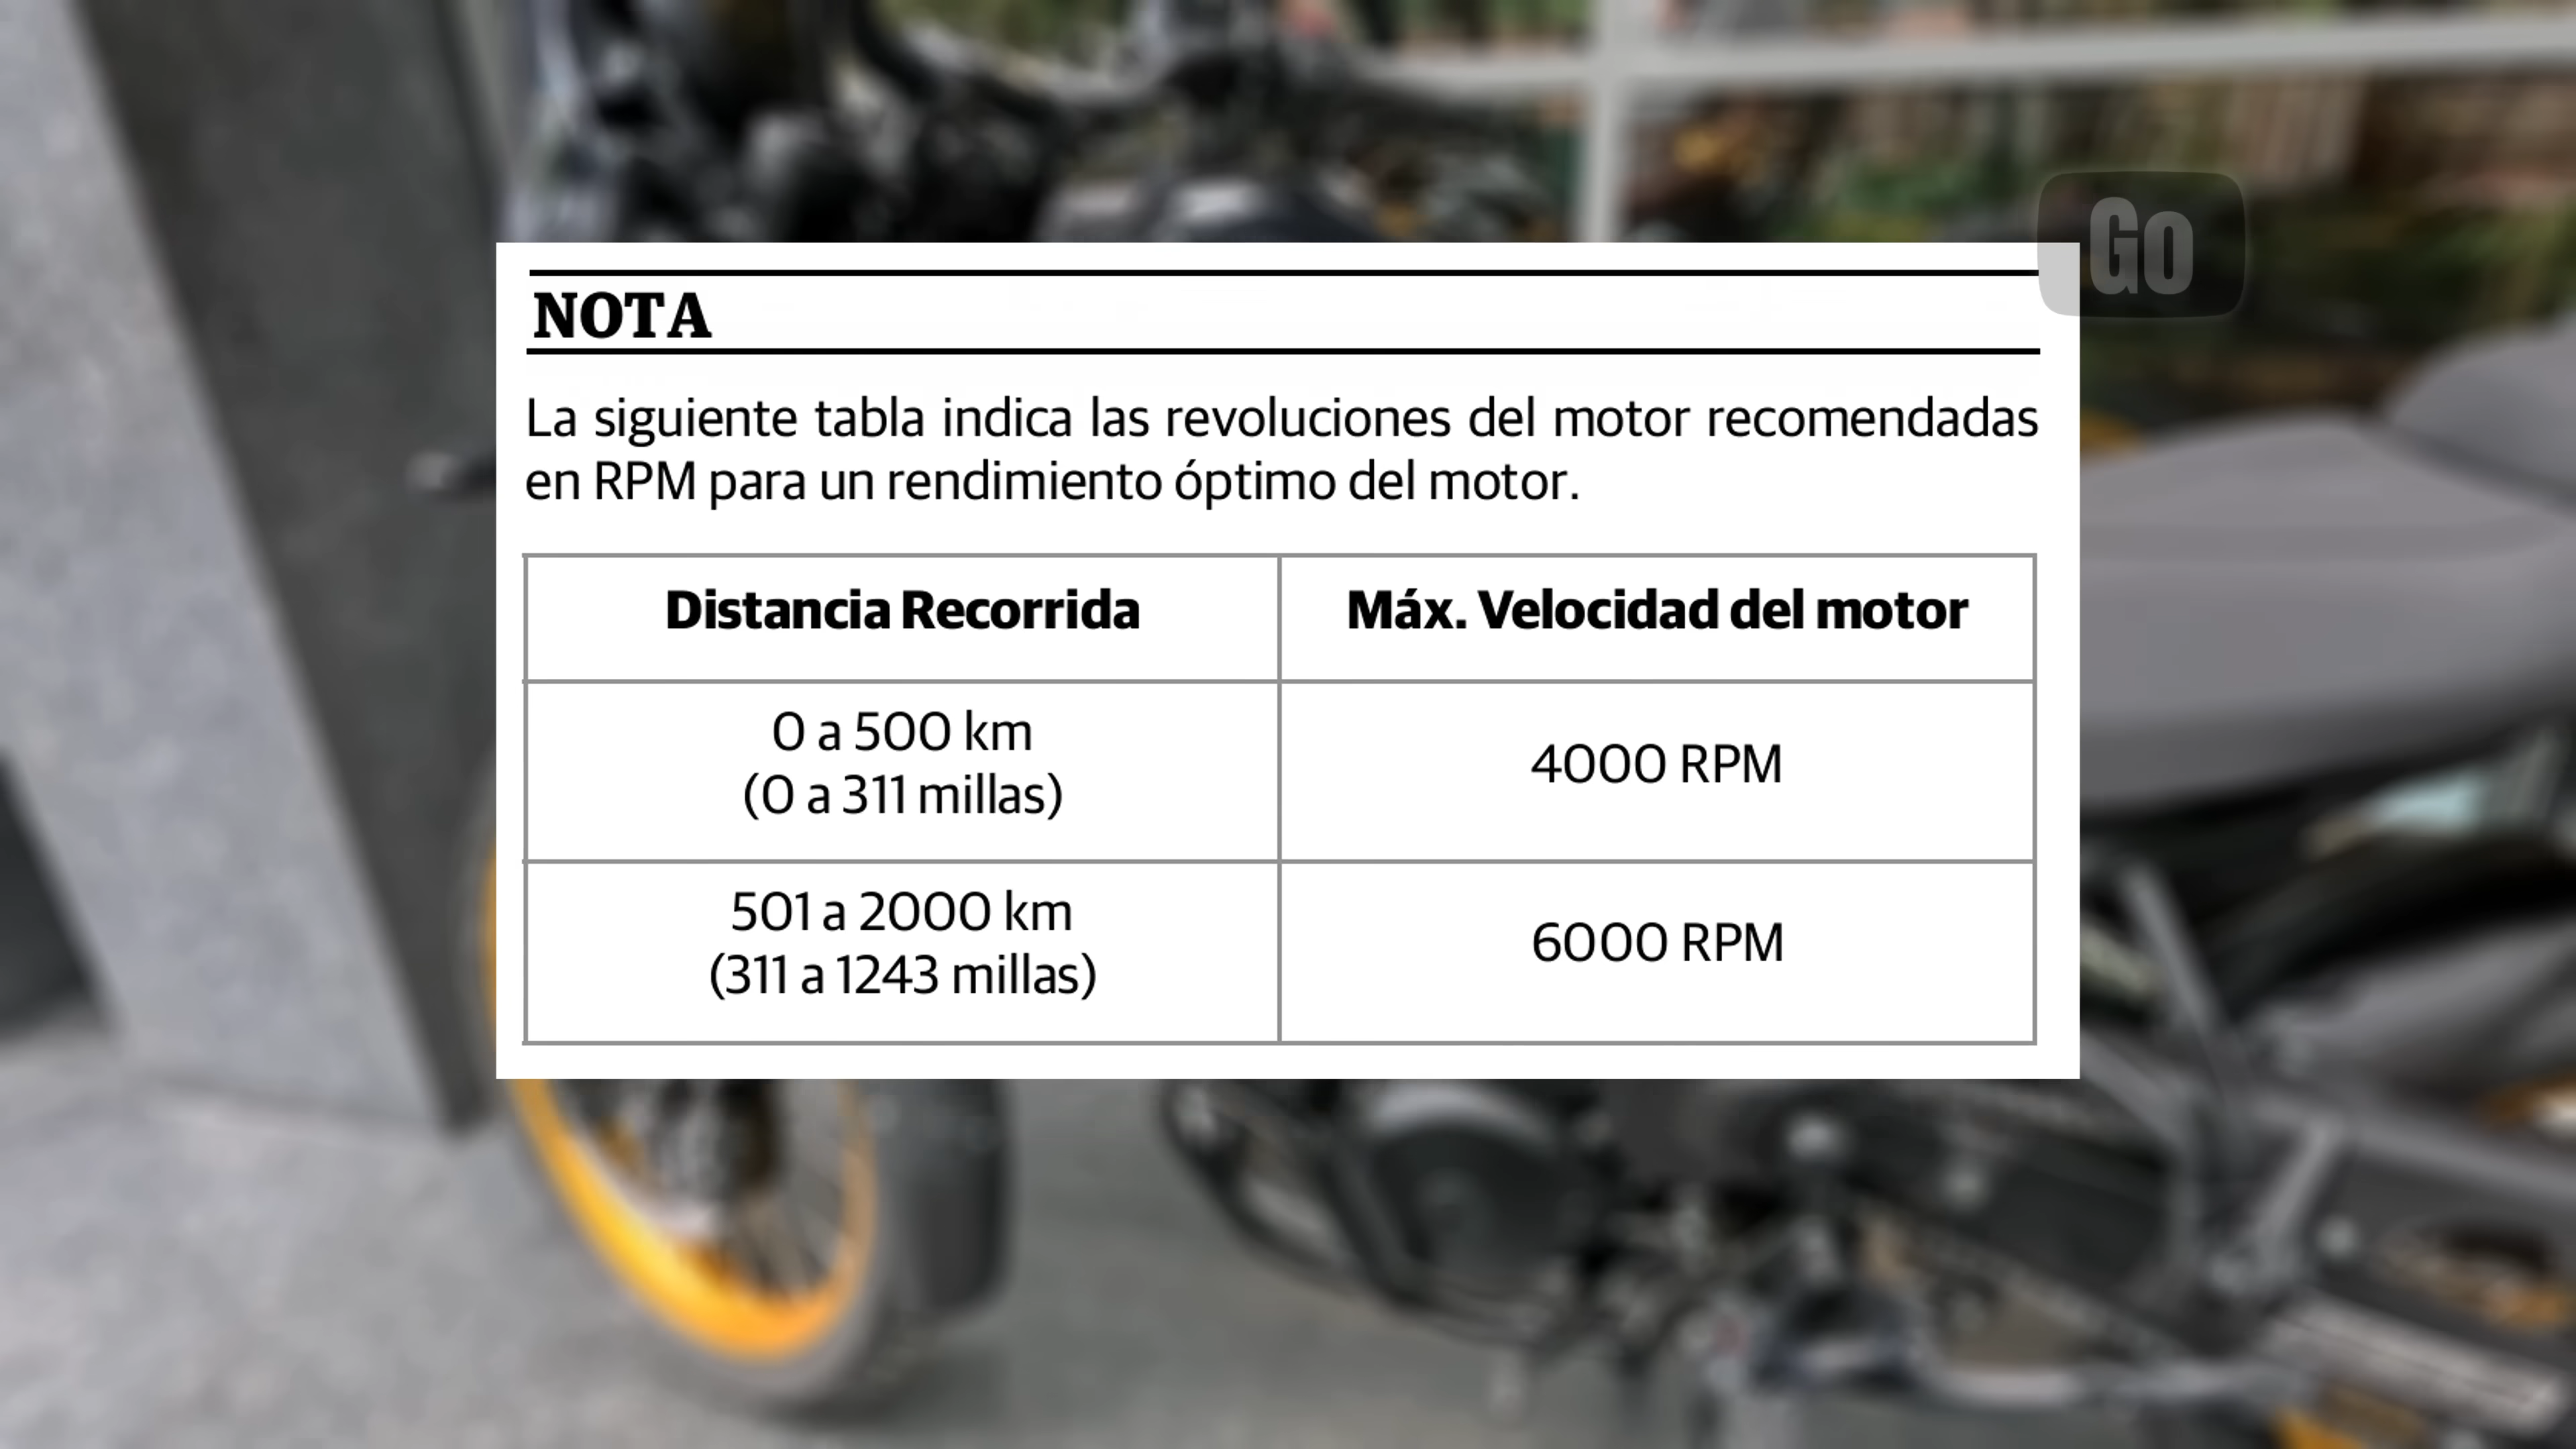 Go
NOTA
La siguiente tabla indica las revoluciones del motor recomendadas
en RPM para un rendimiento óptimo del motor.
Distancia Recorrida
Máx. Velocidad del motor
0 a 500 km
(0 a 311 millas)
4000 RPM
501 a 2000 km
(311 a 1243 millas)
6000 RPM